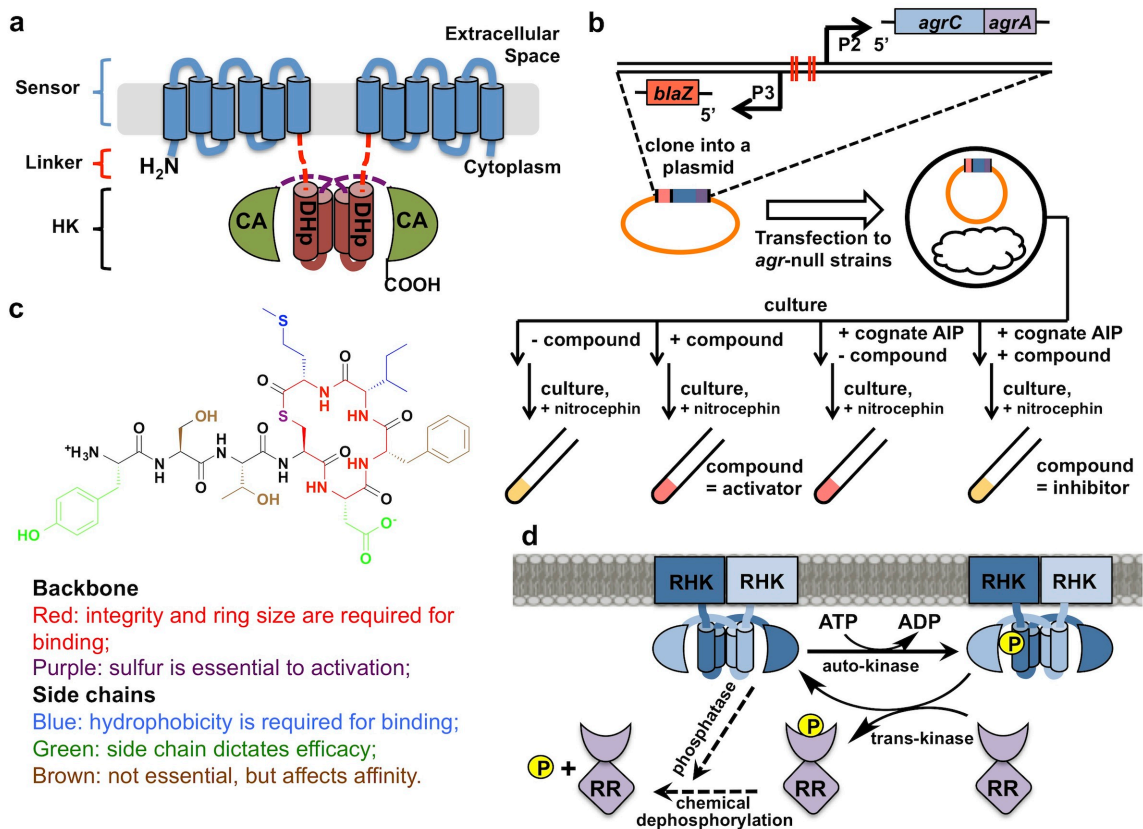 a
Extracellular
Space
Sensor
Linker
H₂N
Cytoplasm
HK
CA
DHp
DHp
CA
COOH
b
P2
5’
agrC
agrA
blaZ
5’
P3
clone into a
plasmid
Transfection to
agr-null strains
culture
- compound
+ compound
+ cognate AIP
- compound
+ cognate AIP
+ compound
culture,
+ nitrocephin
culture,
+ nitrocephin
culture,
+ nitrocephin
culture,
+ nitrocephin
compound
= activator
compound
= inhibitor
c
S
O
O
N
H
HN
S
OH
O
O
O
⁺H₃N
N
H
N
H
N
H
O
O
HN
HN
O
O
OH
HO
O⁻
O
Backbone
Red: integrity and ring size are required for
binding;
Purple: sulfur is essential to activation;
Side chains
Blue: hydrophobicity is required for binding;
Green: side chain dictates efficacy;
Brown: not essential, but affects affinity.
d
RHK
RHK
RHK
RHK
ATP
ADP
auto-kinase
P
phosphatase
trans-kinase
P
P
+
RR
RR
RR
chemical
dephosphorylation